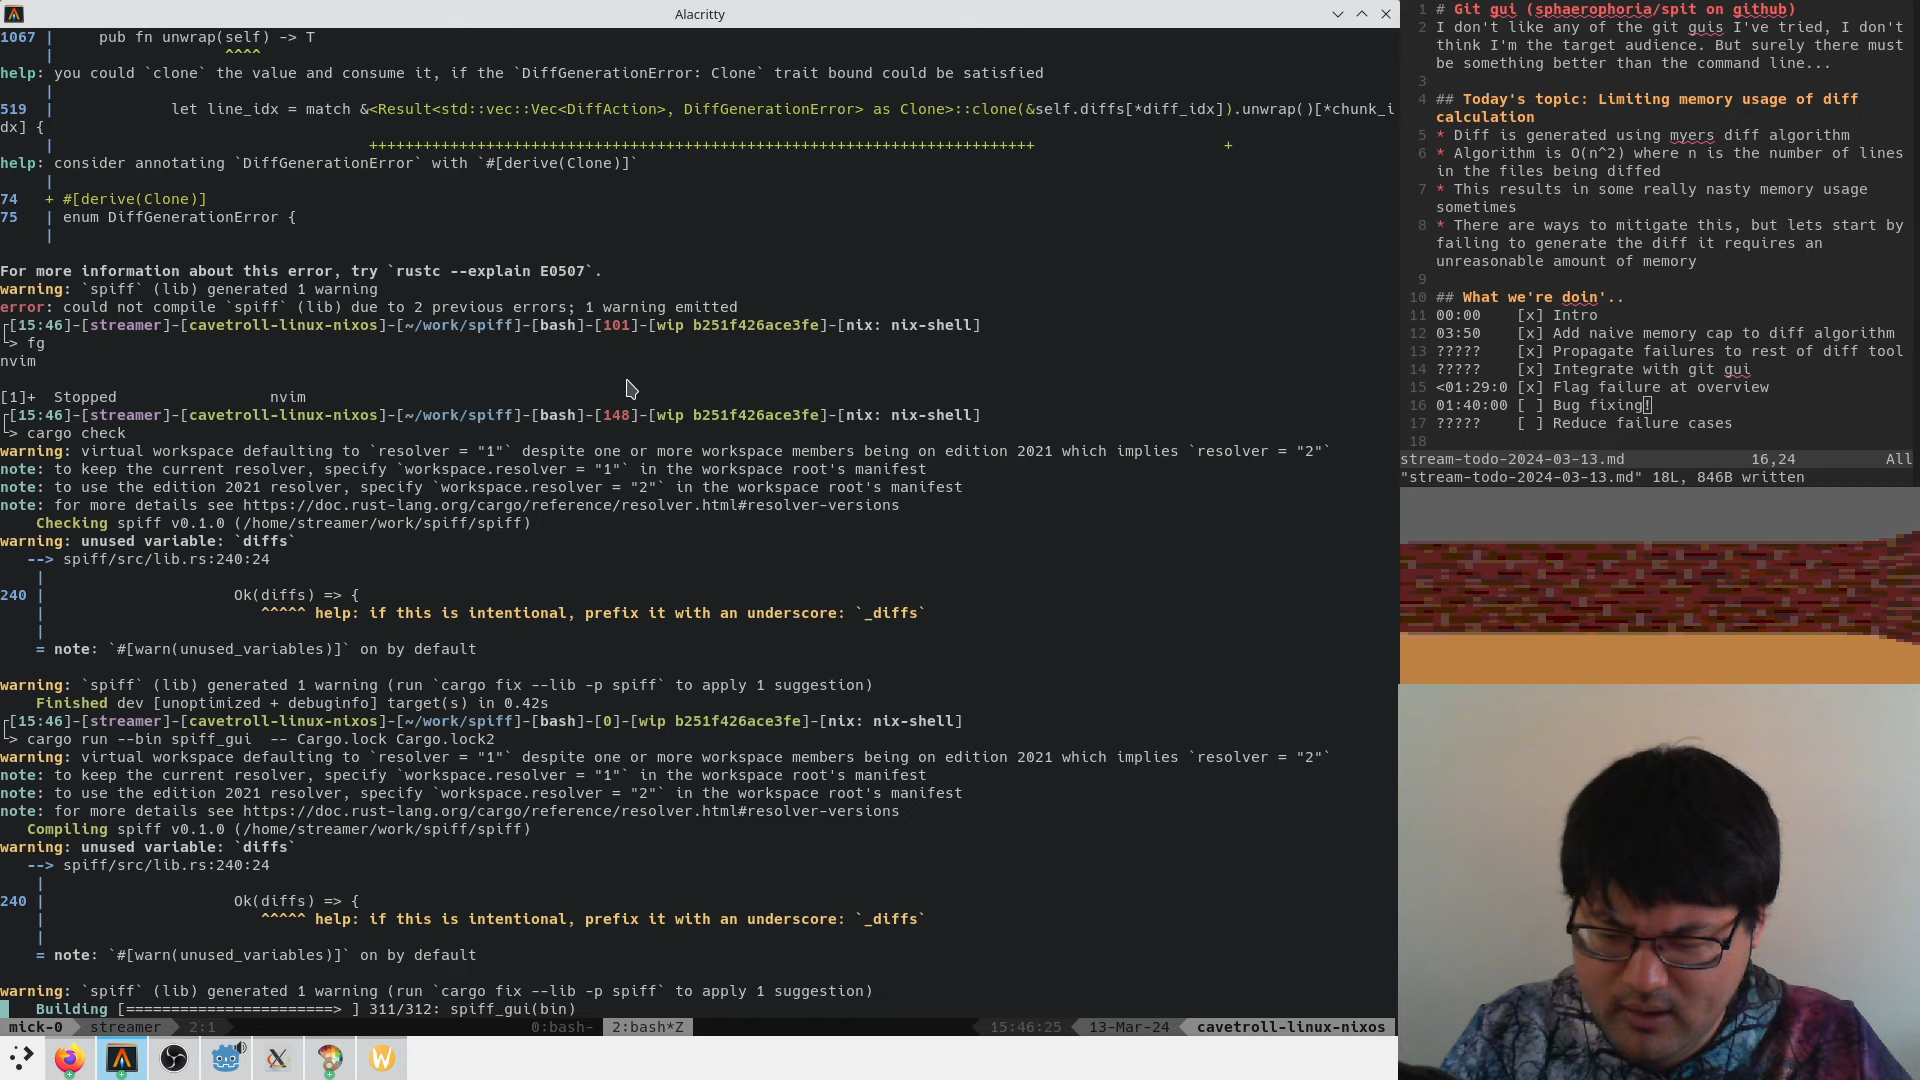 Alacritty
1067 |     pub fn unwrap(self) -> T
     |                   ^^^^
help: you could `clone` the value and consume it, if the `DiffGenerationError: Clone` trait bound could be satisfied
     |
519  |             let line_idx = match &<Result<std::vec::Vec<DiffAction>, DiffGenerationError> as Clone>::clone(&self.diffs[*diff_idx]).unwrap()[*chunk_i
dx] {
     |                                   ++++++++++++++++++++++++++++++++++++++++++++++++++++++++++++++++++++++++++                     +
help: consider annotating `DiffGenerationError` with `#[derive(Clone)]`
     |
74   + #[derive(Clone)]
75   | enum DiffGenerationError {
     |
For more information about this error, try `rustc --explain E0507`.
warning: `spiff` (lib) generated 1 warning
error: could not compile `spiff` (lib) due to 2 previous errors; 1 warning emitted
┌[15:46]-[streamer]-[cavetroll-linux-nixos]-[~/work/spiff]-[bash]-[101]-[wip b251f426ace3fe]-[nix: nix-shell]
└> fg
nvim
[1]+  Stopped                 nvim
┌[15:46]-[streamer]-[cavetroll-linux-nixos]-[~/work/spiff]-[bash]-[148]-[wip b251f426ace3fe]-[nix: nix-shell]
└> cargo check
warning: virtual workspace defaulting to `resolver = "1"` despite one or more workspace members being on edition 2021 which implies `resolver = "2"`
note: to keep the current resolver, specify `workspace.resolver = "1"` in the workspace root's manifest
note: to use the edition 2021 resolver, specify `workspace.resolver = "2"` in the workspace root's manifest
note: for more details see https://doc.rust-lang.org/cargo/reference/resolver.html#resolver-versions
    Checking spiff v0.1.0 (/home/streamer/work/spiff/spiff)
warning: unused variable: `diffs`
   --> spiff/src/lib.rs:240:24
    |
240 |                     Ok(diffs) => {
    |                        ^^^^^ help: if this is intentional, prefix it with an underscore: `_diffs`
    |
    = note: `#[warn(unused_variables)]` on by default
warning: `spiff` (lib) generated 1 warning (run `cargo fix --lib -p spiff` to apply 1 suggestion)
    Finished dev [unoptimized + debuginfo] target(s) in 0.42s
┌[15:46]-[streamer]-[cavetroll-linux-nixos]-[~/work/spiff]-[bash]-[0]-[wip b251f426ace3fe]-[nix: nix-shell]
└> cargo run --bin spiff_gui  -- Cargo.lock Cargo.lock2
warning: virtual workspace defaulting to `resolver = "1"` despite one or more workspace members being on edition 2021 which implies `resolver = "2"`
note: to keep the current resolver, specify `workspace.resolver = "1"` in the workspace root's manifest
note: to use the edition 2021 resolver, specify `workspace.resolver = "2"` in the workspace root's manifest
note: for more details see https://doc.rust-lang.org/cargo/reference/resolver.html#resolver-versions
   Compiling spiff v0.1.0 (/home/streamer/work/spiff/spiff)
warning: unused variable: `diffs`
   --> spiff/src/lib.rs:240:24
    |
240 |                     Ok(diffs) => {
    |                        ^^^^^ help: if this is intentional, prefix it with an underscore: `_diffs`
    |
    = note: `#[warn(unused_variables)]` on by default
warning: `spiff` (lib) generated 1 warning (run `cargo fix --lib -p spiff` to apply 1 suggestion)
    Building [=======================> ] 311/312: spiff_gui(bin)
mick-0 streamer 2:1 0:bash- 2:bash*Z 15:46:25 13-Mar-24 cavetroll-linux-nixos
1 # Git gui (sphaerophoria/spit on github)
2 I don't like any of the git guis I've tried, I don't
think I'm the target audience. But surely there must
be something better than the command line...
3
4 ## Today's topic: Limiting memory usage of diff
calculation
5 * Diff is generated using myers diff algorithm
6 * Algorithm is O(n^2) where n is the number of lines
in the files being diffed
7 * This results in some really nasty memory usage
sometimes
8 * There are ways to mitigate this, but lets start by
failing to generate the diff it requires an
unreasonable amount of memory
9
10 ## What we're doin'..
11 00:00    [x] Intro
12 03:50    [x] Add naive memory cap to diff algorithm
13 ?????    [x] Propagate failures to rest of diff tool
14 ?????    [x] Integrate with git gui
15 <01:29:0 [x] Flag failure at overview
16 01:40:00 [ ] Bug fixing!
17 ?????    [ ] Reduce failure cases
18
stream-todo-2024-03-13.md 16,24 All
"stream-todo-2024-03-13.md" 18L, 846B written